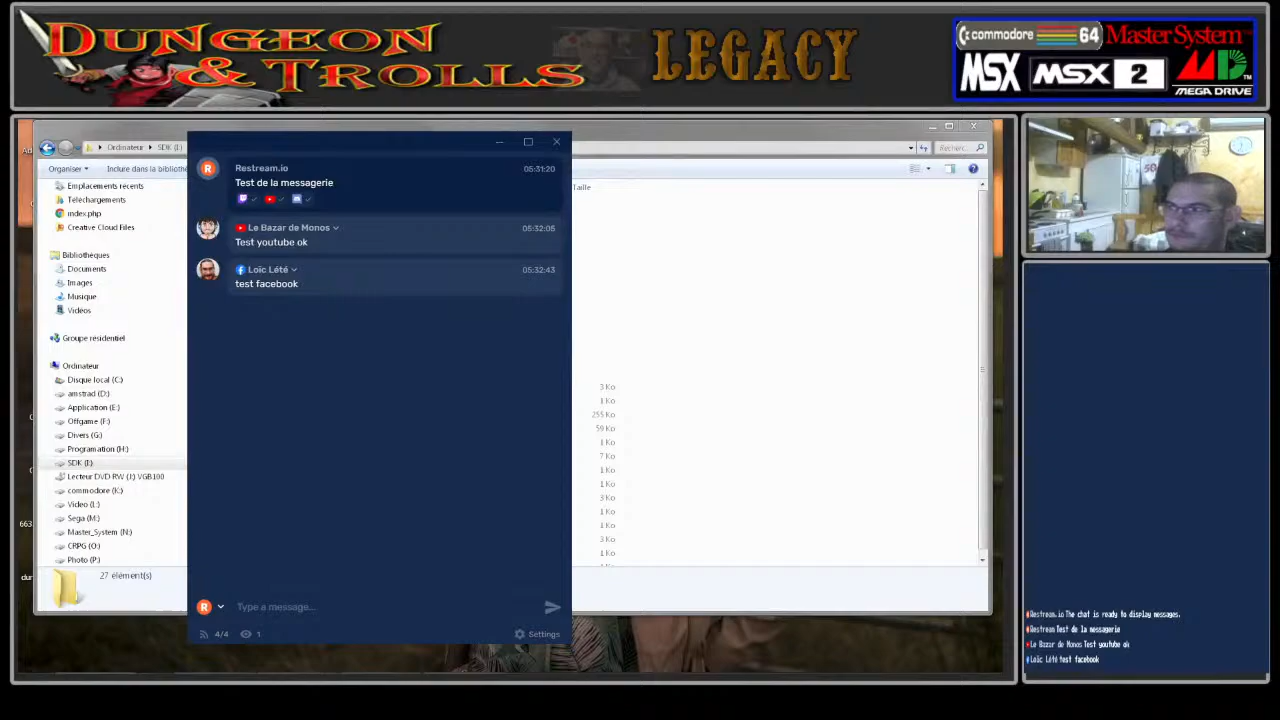 DUNGEON
& TROLLS
LEGACY
commodore 64
Master System
MSX
MSX 2
MEGA DRIVE
Ordinateur
SDK (I:)
Recherc...
Organiser
Inclure dans la bibliothè
Taille
Emplacements récents
Téléchargements
index.php
Creative Cloud Files
Bibliothèques
Documents
Images
Musique
Vidéos
Groupe résidentiel
Ordinateur
Disque local (C:)
amstrad (D:)
Application (E:)
Offgame (F:)
Divers (G:)
Programation (H:)
SDK (I:)
Lecteur DVD RW (J:) VGB100
commodore (K:)
Video (L:)
Sega (M:)
Master_System (N:)
CRPG (O:)
Photo (P:)
27 élément(s)
Restream.io
05:31:20
Test de la messagerie
Le Bazar de Monos
05:32:05
Test youtube ok
Loïc Lété
05:32:43
test facebook
Type a message...
4/4
1
Settings
3 Ko
1 Ko
255 Ko
59 Ko
1 Ko
7 Ko
1 Ko
1 Ko
3 Ko
1 Ko
1 Ko
3 Ko
1 Ko
663
Restream.io The chat is ready to display messages.
Restream Test de la messagerie
Le Bazar de Monos Test youtube ok
Loïc Lété test facebook